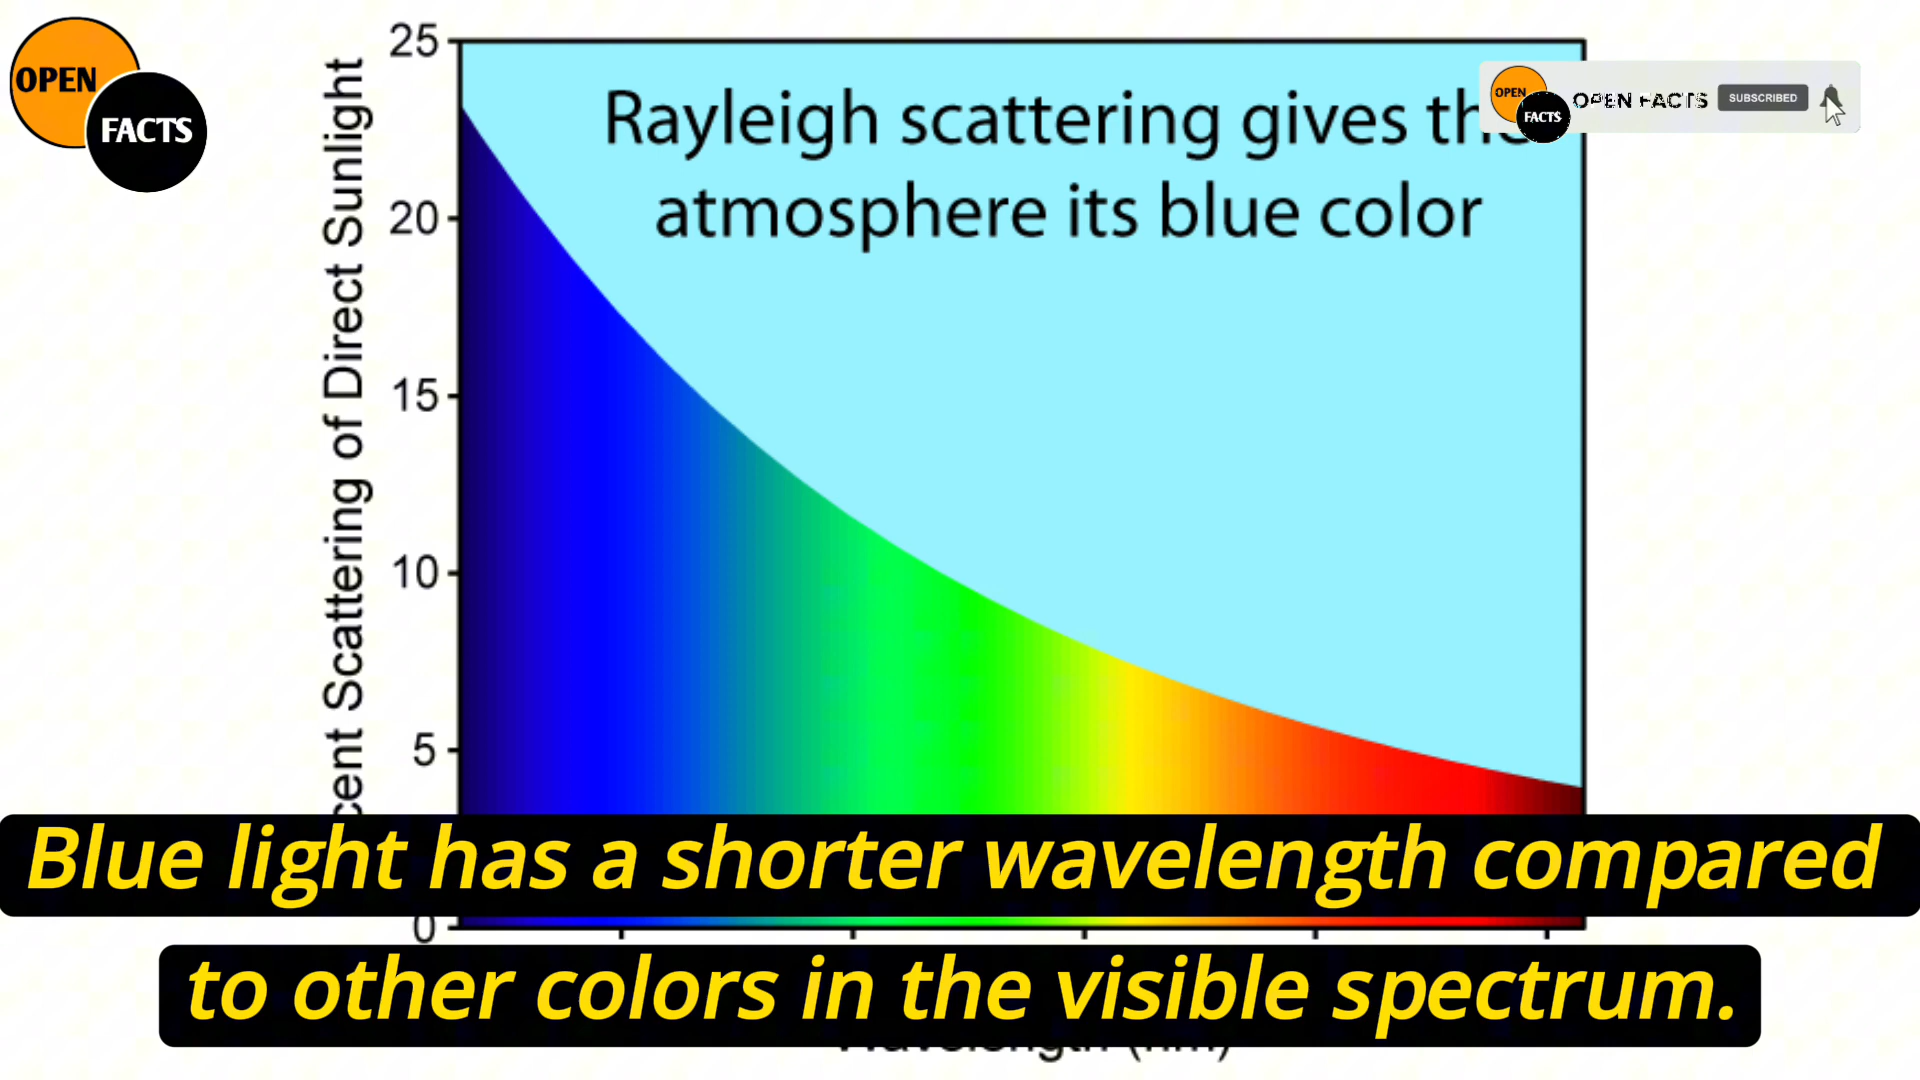 OPEN
FACTS
25
20
15
10
5
0
Scattering of Direct Sunlight
Rayleigh scattering gives the
atmosphere its blue color
OPEN
FACTS
OPEN FACTS
SUBSCRIBED
Blue light has a shorter wavelength compared
to other colors in the visible spectrum.
Wavelength (nm)